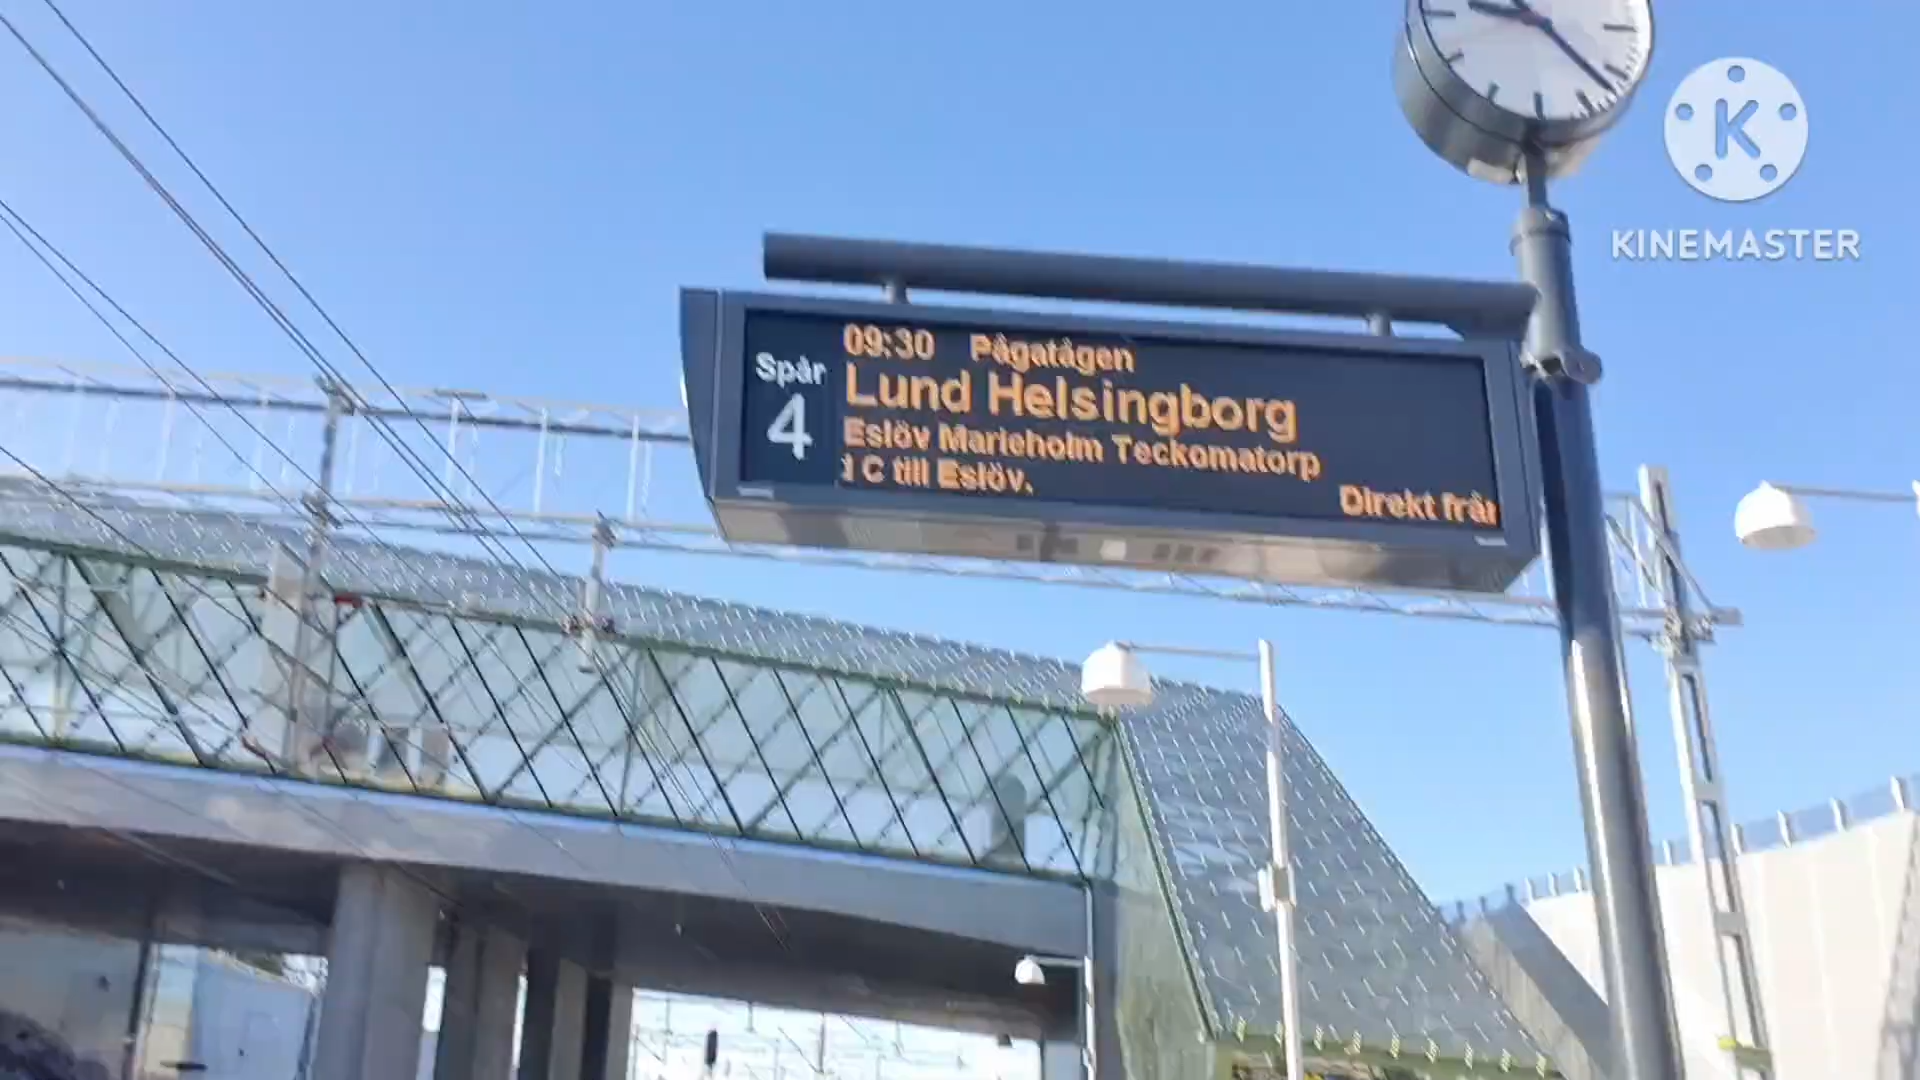 09:30 Pågatågen
Spår
4
Lund Helsingborg
Eslöv Marieholm Teckomatorp
C till Eslöv.
Direkt från
K
KINEMASTER